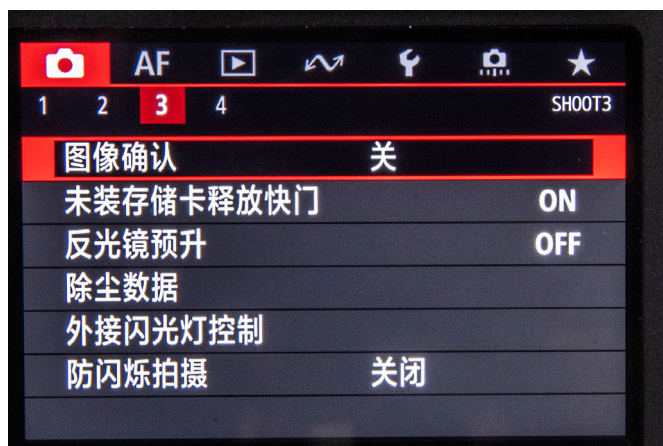 AF
1 2 3 4 SHOOT3
图像确认 关
未装存储卡释放快门 ON
反光镜预升 OFF
除尘数据
外接闪光灯控制
防闪烁拍摄 关闭